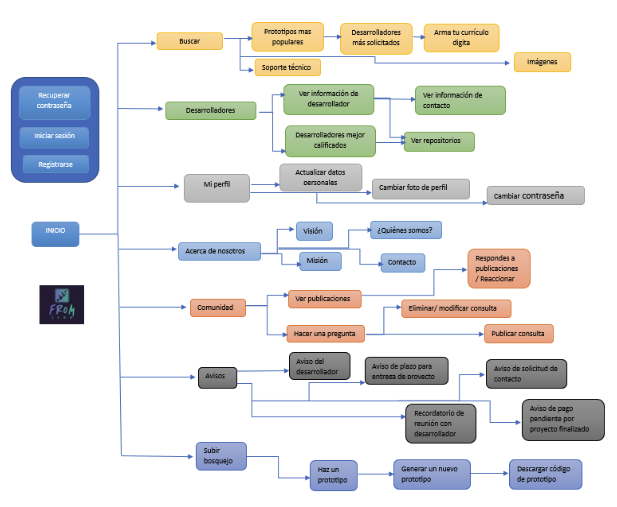 Buscar
Prototipos mas
populares
Desarrolladores
más solicitados
Arma tu currículo
digita
Soporte técnico
Imágenes
Recuperar
contraseña
Iniciar sesión
Registrarse
Desarrolladores
Ver información de
desarrollador
Ver información de
contacto
Desarrolladores mejor
calificados
Ver repositorios
Mi perfil
Actualizar datos
personales
Cambiar foto de perfil
Cambiar contraseña
INICIO
Acerca de nosotros
Visión
¿Quiénes somos?
Misión
Contacto
Comunidad
Ver publicaciones
Respondes a
publicaciones
/ Reaccionar
Hacer una pregunta
Eliminar/ modificar consulta
Publicar consulta
FROM
Avisos
Aviso del
desarrollador
Aviso de plazo para
entrega de proyecto
Aviso de solicitud de
contacto
Recordatorio de
reunión con
desarrollador
Aviso de pago
pendiente por
proyecto finalizado
Subir
bosquejo
Haz un
prototipo
Generar un nuevo
prototipo
Descargar código
de prototipo